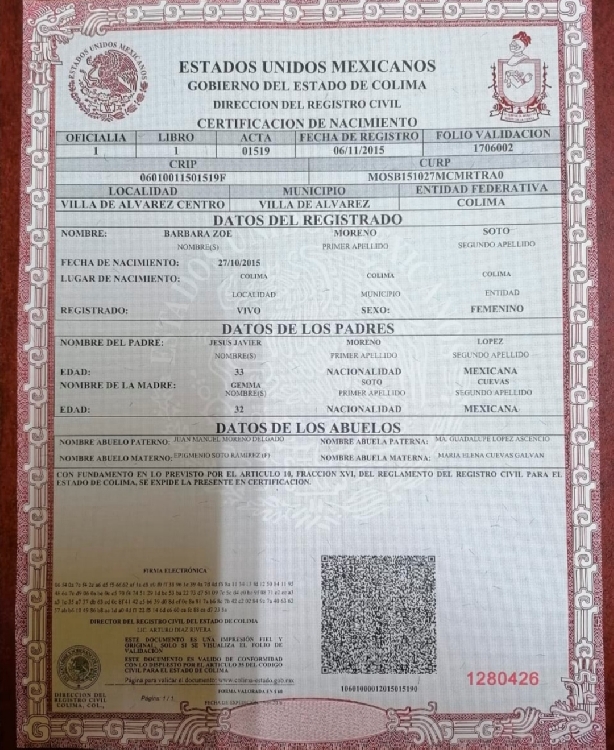 ESTADOS UNIDOS MEXICANOS
ESTADOS UNIDOS MEXICANOS
GOBIERNO DEL ESTADO DE COLIMA
DIRECCION DEL REGISTRO CIVIL
CERTIFICACION DE NACIMIENTO
OFICIALIA LIBRO ACTA FECHA DE REGISTRO FOLIO VALIDACION
1 1 01519 06/11/2015 1706002
CRIP CURP
06010011501519F MOSB151027MCMRTRA0
LOCALIDAD MUNICIPIO ENTIDAD FEDERATIVA
VILLA DE ALVAREZ CENTRO VILLA DE ALVAREZ COLIMA
DATOS DEL REGISTRADO
NOMBRE: BARBARA ZOE MORENO SOTO
NOMBRE(S) PRIMER APELLIDO SEGUNDO APELLIDO
FECHA DE NACIMIENTO: 27/10/2015
LUGAR DE NACIMIENTO: COLIMA COLIMA COLIMA
LOCALIDAD MUNICIPIO ENTIDAD
REGISTRADO: VIVO SEXO: FEMENINO
DATOS DE LOS PADRES
NOMBRE DEL PADRE: JESUS JAVIER MORENO LOPEZ
NOMBRE(S) PRIMER APELLIDO SEGUNDO APELLIDO
EDAD: 33 NACIONALIDAD MEXICANA
NOMBRE DE LA MADRE: GEMMA SOTO CUEVAS
NOMBRE(S) PRIMER APELLIDO SEGUNDO APELLIDO
EDAD: 32 NACIONALIDAD MEXICANA
DATOS DE LOS ABUELOS
NOMBRE ABUELO PATERNO: JUAN MANUEL MORENO DELGADO NOMBRE ABUELA PATERNA: MA. GUADALUPE LOPEZ ASCENCIO
NOMBRE ABUELO MATERNO: EPIGMENIO SOTO RAMIREZ (F) NOMBRE ABUELA MATERNA: MARIA ELENA CUEVAS GALVAN
CON FUNDAMENTO EN LO PREVISTO POR EL ARTICULO 10, FRACCION XVI, DEL REGLAMENTO DEL REGISTRO CIVIL PARA EL
ESTADO DE COLIMA, SE EXPIDE LA PRESENTE EN CERTIFICACION.
FIRMA ELECTRÓNICA
DIRECTOR DEL REGISTRO CIVIL DEL ESTADO DE COLIMA
LIC. ARTURO DIAZ RIVERA
ESTE DOCUMENTO ES UNA IMPRESIÓN FIEL Y
ORIGINAL, SOLO SI SE VISUALIZA EL FOLIO DE
VALIDACIÓN
ESTE DOCUMENTO ES VALIDO DE CONFORMIDAD
CON LO DISPUESTO POR EL ARTICULO 36 DEL CODIGO
CIVIL PARA EL ESTADO DE COLIMA
Página para validar el documento: www.colima-estado.gob.mx
DIRECCION DEL
REGISTRO CIVIL
COLIMA, COL.
Página: 1 / 1
FORMA VALORADA
10601000012015015190
1280426